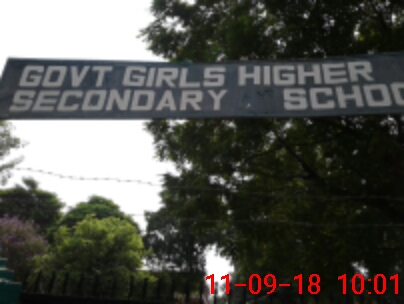 GOVT GIRLS HIGHER
SECONDARY SCHOO
11-09-18 10:01